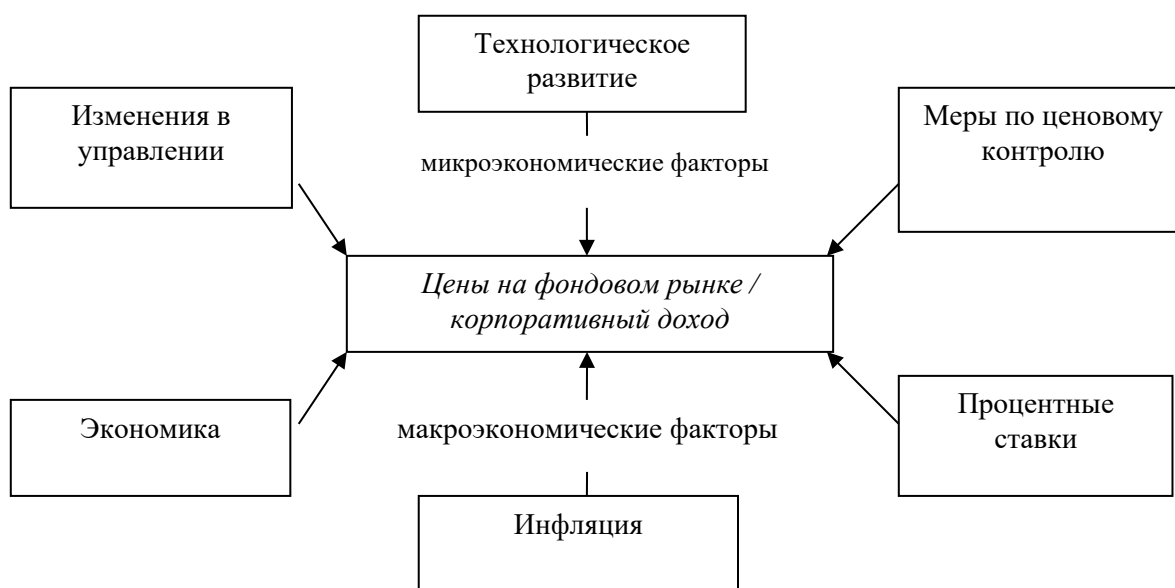 Технологическое
развитие
Изменения в
управлении
Меры по ценовому
контролю
микроэкономические факторы
Цены на фондовом рынке /
корпоративный доход
Экономика
макроэкономические факторы
Процентные
ставки
Инфляция